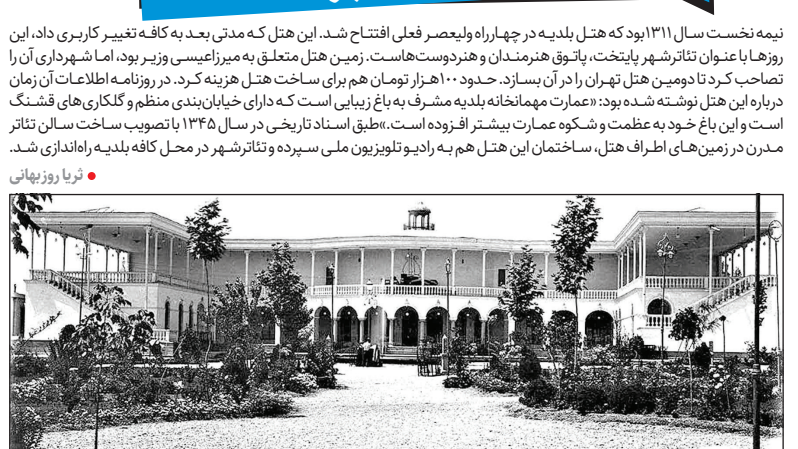 نیمه نخست سال ۱۳۱۱بود که هتل بلدیه در چهارراه ولیعصر فعلی افتتاح شد. این هتل که مدتی بعد به کافه تغییر کاربری داد، این
روزها با عنوان تئاترشهر پایتخت، پاتوق هنرمندان و هنردوست‌هاست. زمین هتل متعلق به میرزاعیسی وزیر بود، اما شهرداری آن را
تصاحب کرد تا دومین هتل تهران را در آن بسازد. حدود ۱۰۰هزار تومان هم برای ساخت هتل هزینه کرد. در روزنامه اطلاعات آن زمان
درباره این هتل نوشته شده بود: «عمارت مهمانخانه بلدیه مشرف به باغ زیبایی است که دارای خیابان‌بندی منظم و گلکاری‌های قشنگ
است و این باغ خود به عظمت و شکوه عمارت بیشتر افزوده است.»طبق اسناد تاریخی در سال ۱۳۴۵ با تصویب ساخت سالن تئاتر
مدرن در زمین‌های اطراف هتل، ساختمان این هتل هم به رادیو تلویزیون ملی سپرده و تئاترشهر در محل کافه بلدیه راه‌اندازی شد.
● ثریا روزبهانی